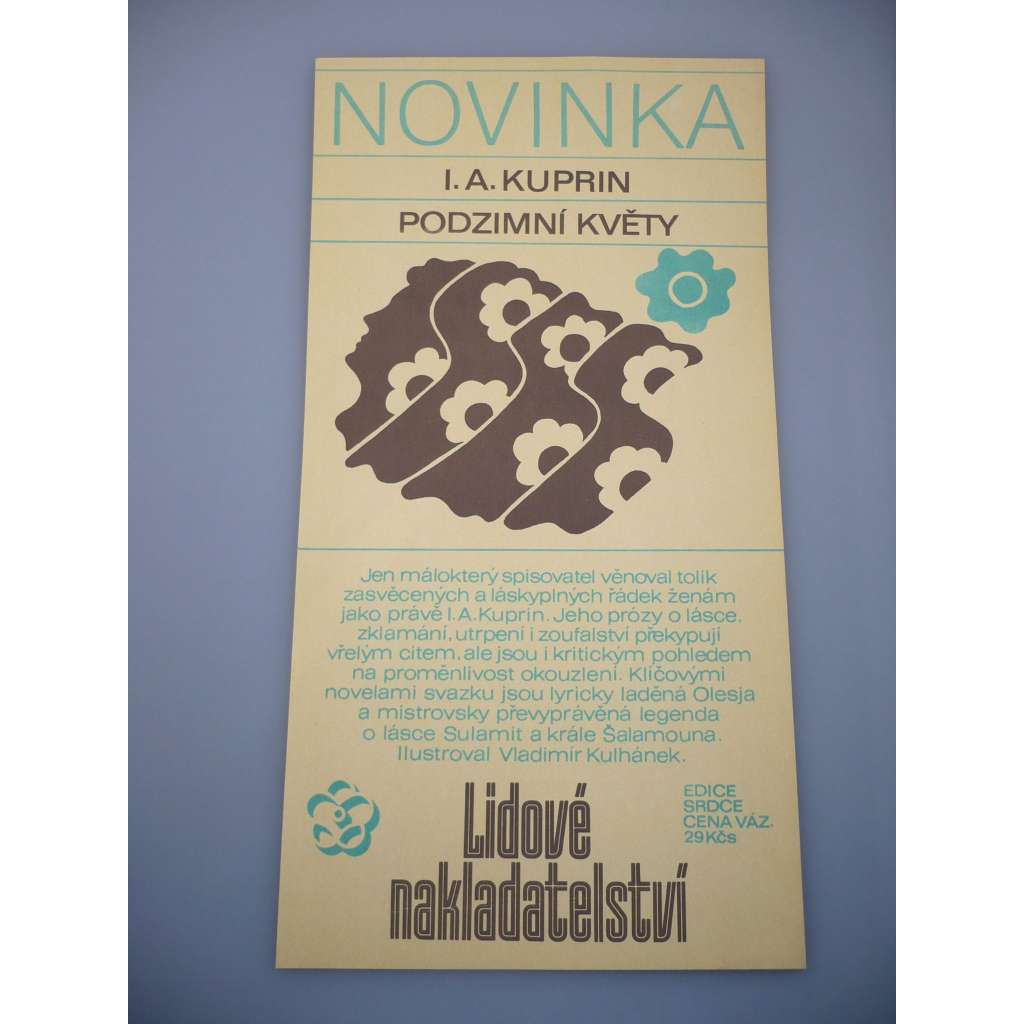 NOVINKA
I. A. KUPRIN
PODZIMNÍ KVĚTY
Jen málokterý spisovatel věnoval tolik
zasvěcených a láskyplných řádek ženám
jako právě I. A. Kuprin. Jeho prózy o lásce,
zklamání, utrpení i zoufalství překypují
vřelým citem, ale jsou i kritickým pohledem
na proměnlivost okouzlení. Klíčovými
novelami svazku jsou lyricky laděná Olesja
a mistrovsky převyprávěná legenda
o lásce Sulamit a krále Šalamouna.
Ilustroval Vladimír Kulhánek.
Lidové
nakladatelství
EDICE
SRDCE
CENA VÁZ.
29 Kčs